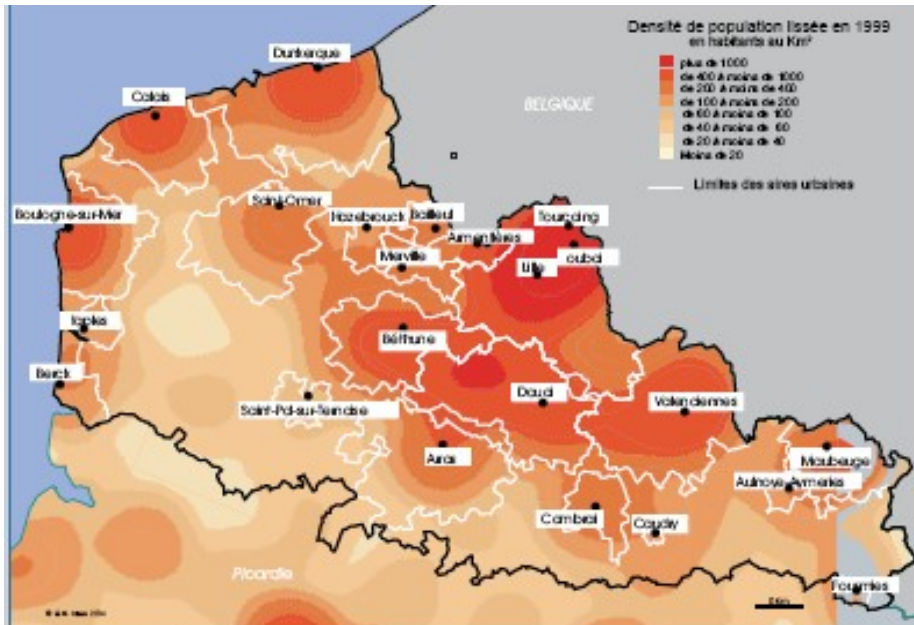 Densité de population lissée en 1999
en habitants au Km²
plus de 1000
de 400 à moins de 1000
de 200 à moins de 400
de 100 à moins de 200
de 60 à moins de 100
de 40 à moins de 60
de 20 à moins de 40
Moins de 20
Limites des aires urbaines
Dunkerque
Calais
BELGIQUE
Saint-Omer
Boulogne-sur-Mer
Hazebrouck
Bailleul
Tourcoing
Armentières
oubai
Merville
Lille
Béthune
Berck
Saint-Pol-sur-Ternoise
Douai
Valenciennes
Arras
Maubeuge
Aulnoye-Aymeries
Cambrai
Caudry
Picardie
Fourmies